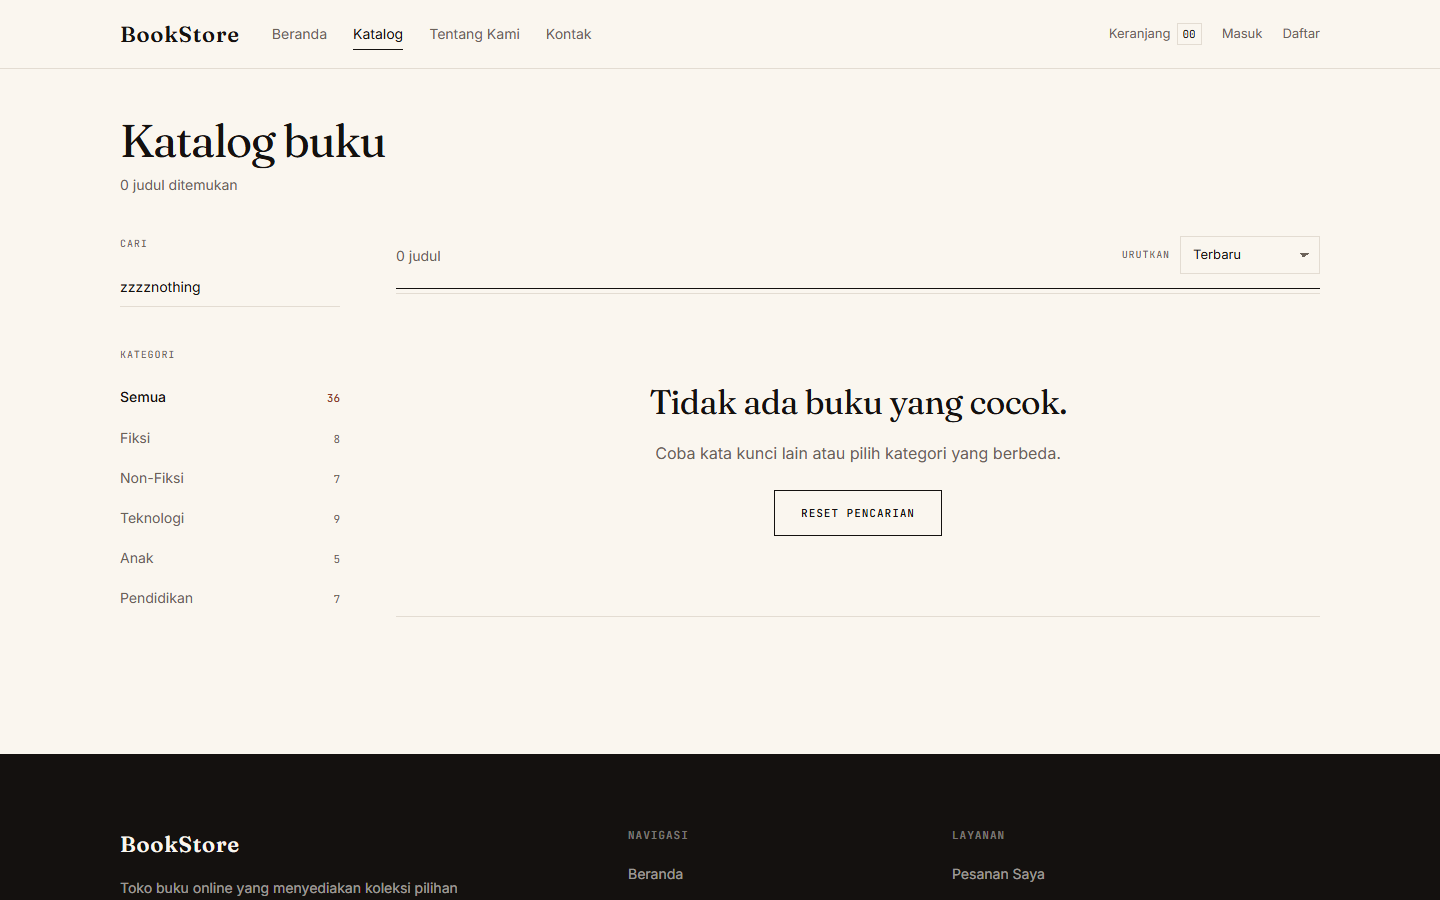 BookStore Beranda Katalog Tentang Kami Kontak Keranjang 00 Masuk Daftar
Katalog buku
0 judul ditemukan
CARI
zzzznothing
KATEGORI
Semua 36
Fiksi 8
Non-Fiksi 7
Teknologi 9
Anak 5
Pendidikan 7
0 judul URUTKAN Terbaru
Tidak ada buku yang cocok.
Coba kata kunci lain atau pilih kategori yang berbeda.
RESET PENCARIAN
BookStore
Toko buku online yang menyediakan koleksi pilihan
NAVIGASI
Beranda
LAYANAN
Pesanan Saya